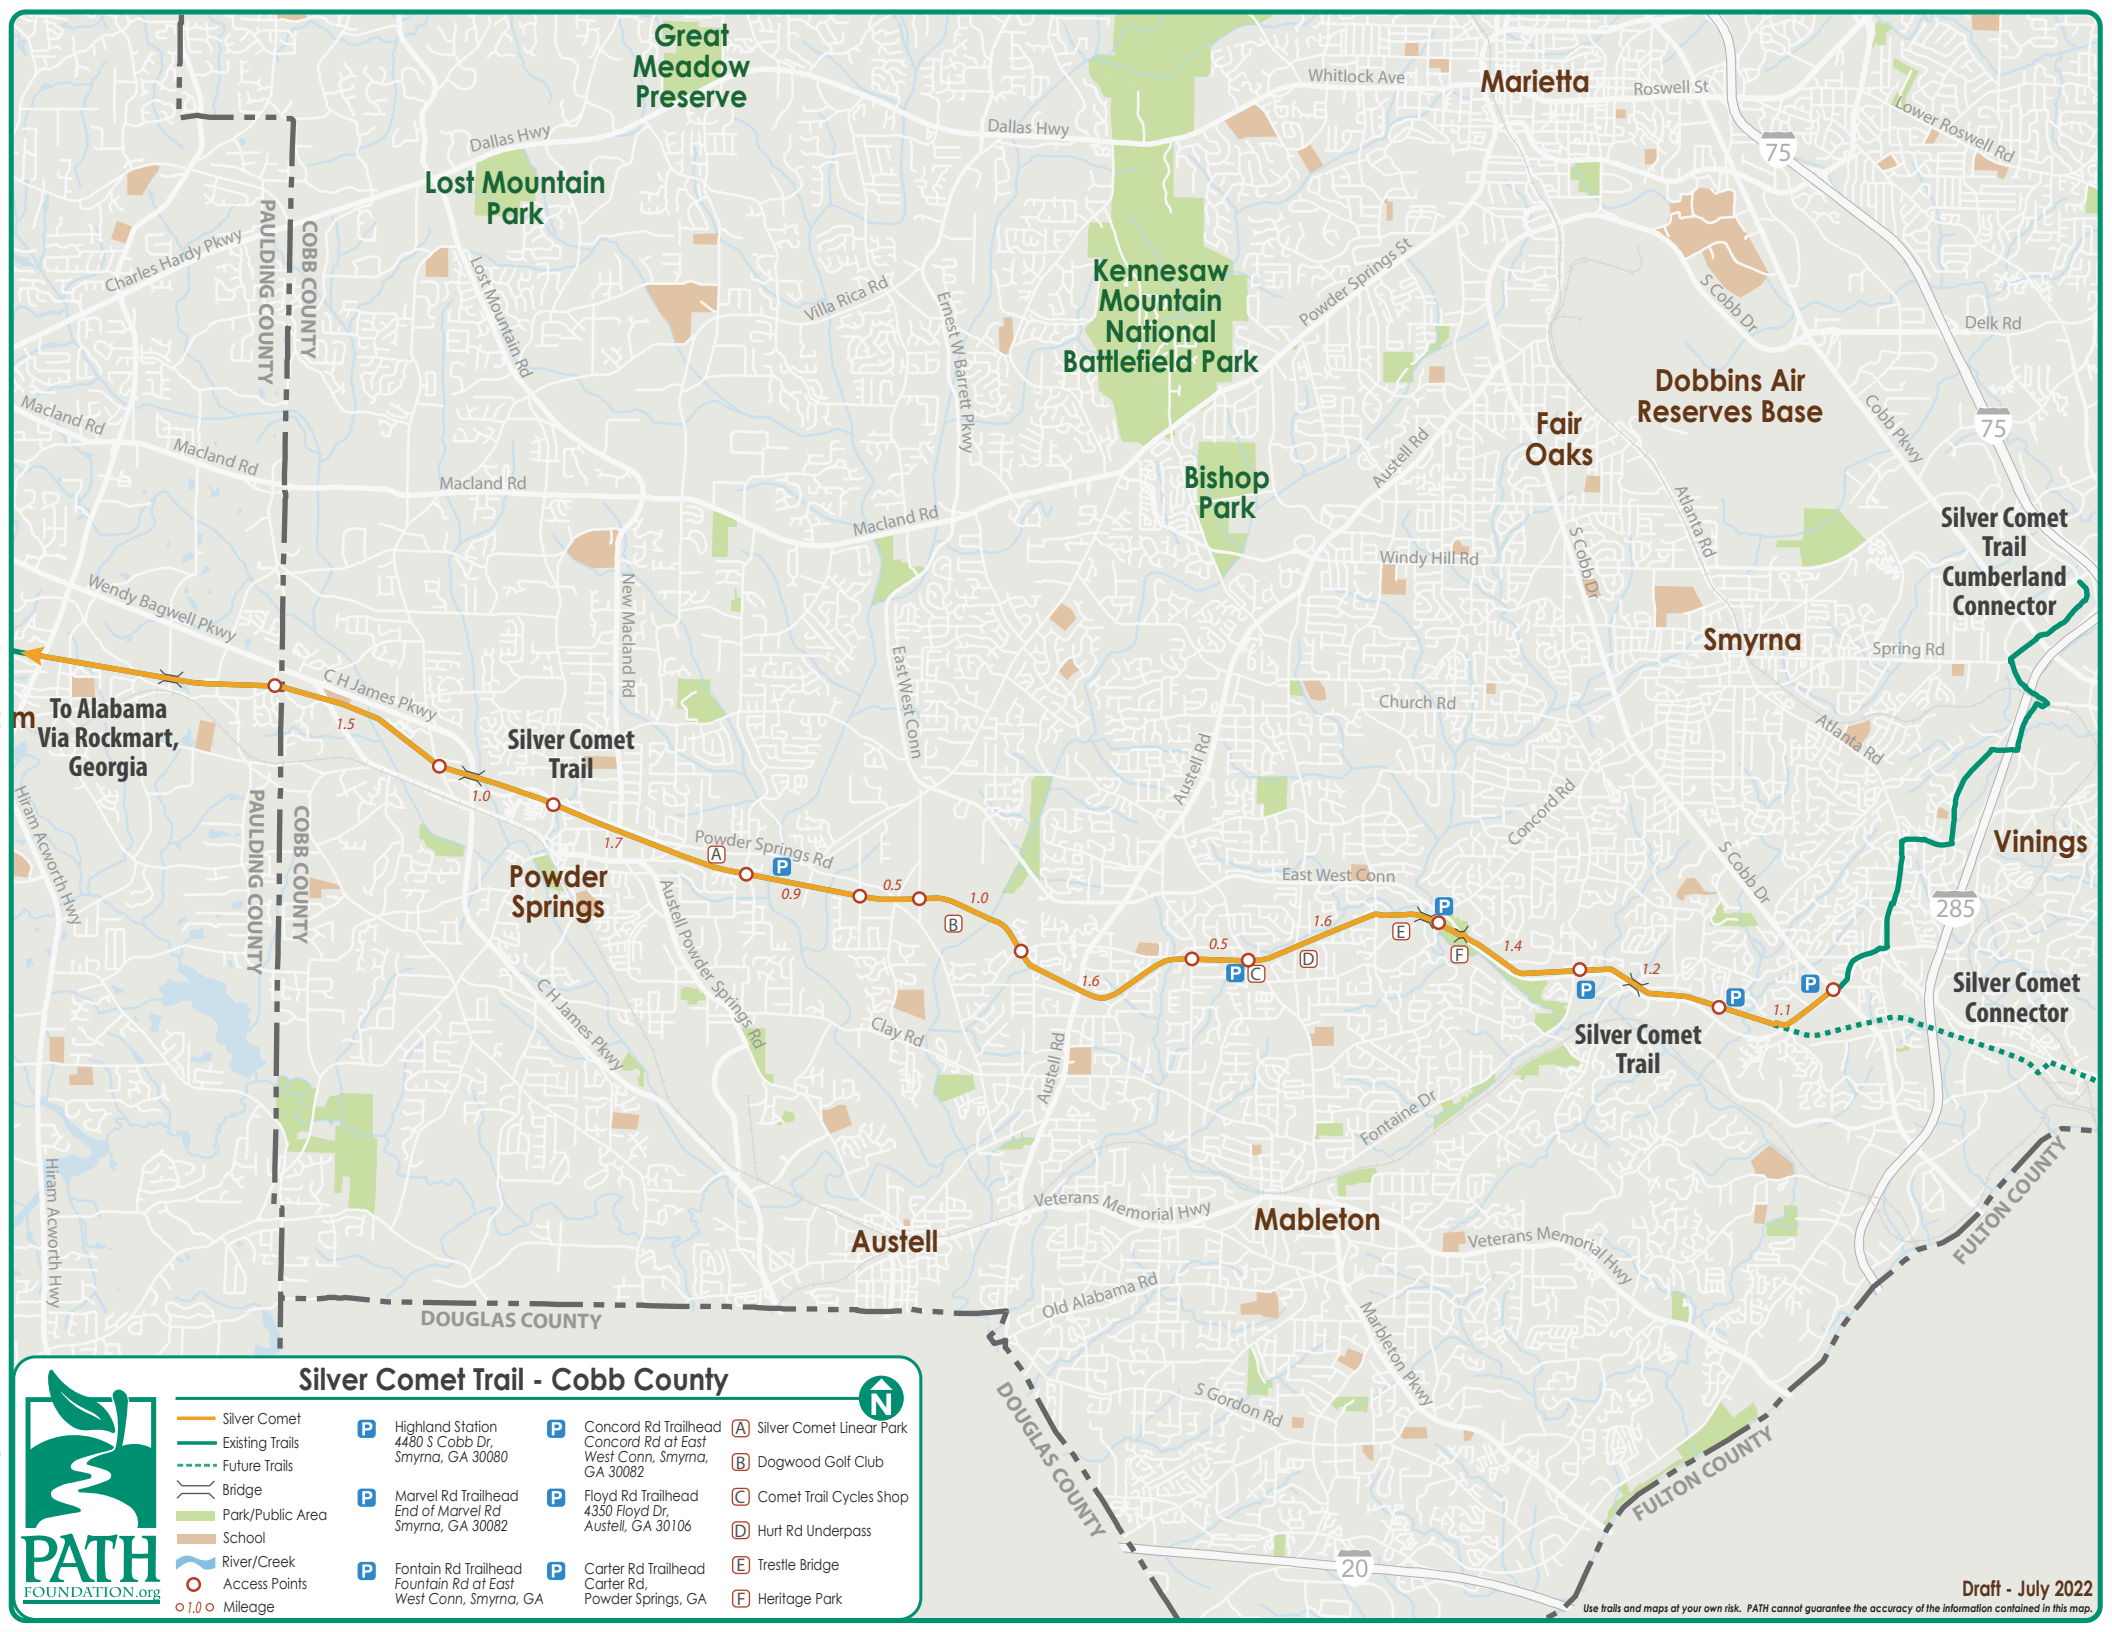 Great
Meadow
Preserve
Whitlock Ave
Marietta
Roswell St
Lower Roswell Rd
75
Dallas Hwy
Dallas Hwy
Lost Mountain
Park
PAULDING COUNTY
COBB COUNTY
Charles Hardy Pkwy
Lost Mountain Rd
Villa Rica Rd
Ernest W Barrett Pkwy
Kennesaw
Mountain
National
Battlefield Park
Powder Springs St
S Cobb Dr
Delk Rd
Dobbins Air
Reserves Base
Fair
Oaks
Cobb Pkwy
75
Macland Rd
Macland Rd
Macland Rd
Macland Rd
Bishop
Park
Austell Rd
Atlanta Rd
Windy Hill Rd
S Cobb Dr
Silver Comet
Trail
Cumberland
Connector
Wendy Bagwell Pkwy
New Macland Rd
East West Conn
Smyrna
Spring Rd
C H James Pkwy
Church Rd
Atlanta Rd
m
To Alabama
Via Rockmart,
Georgia
1.5
Silver Comet
Trail
1.0
Austell Rd
Concord Rd
Hiram Acworth Hwy
PAULDING COUNTY
COBB COUNTY
1.7
A
Powder Springs Rd
P
0.9
0.5
1.0
B
Powder
Springs
Austell Powder Springs Rd
East West Conn
S Cobb Dr
Vinings
285
1.6
0.5
P
C
D
1.6
E
P
F
1.4
P
1.2
P
1.1
P
Silver Comet
Connector
Silver Comet
Trail
C H James Pkwy
Clay Rd
Austell Rd
Fontaine Dr
Hiram Acworth Hwy
Veterans Memorial Hwy
Mableton
Veterans Memorial Hwy
Austell
FULTON COUNTY
Old Alabama Rd
DOUGLAS COUNTY
Marbleton Pkwy
S Gordon Rd
DOUGLAS COUNTY
FULTON COUNTY
20
Silver Comet Trail - Cobb County
N
PATH
FOUNDATION.org
Silver Comet
Existing Trails
Future Trails
Bridge
Park/Public Area
School
River/Creek
Access Points
1.0 Mileage
P Highland Station
4480 S Cobb Dr,
Smyrna, GA 30080
P Marvel Rd Trailhead
End of Marvel Rd
Smyrna, GA 30082
P Fontain Rd Trailhead
Fountain Rd at East
West Conn, Smyrna, GA
P Concord Rd Trailhead
Concord Rd at East
West Conn, Smyrna,
GA 30082
P Floyd Rd Trailhead
4350 Floyd Dr,
Austell, GA 30106
P Carter Rd Trailhead
Carter Rd,
Powder Springs, GA
A Silver Comet Linear Park
B Dogwood Golf Club
C Comet Trail Cycles Shop
D Hurt Rd Underpass
E Trestle Bridge
F Heritage Park
Draft - July 2022
Use trails and maps at your own risk. PATH cannot guarantee the accuracy of the information contained in this map.